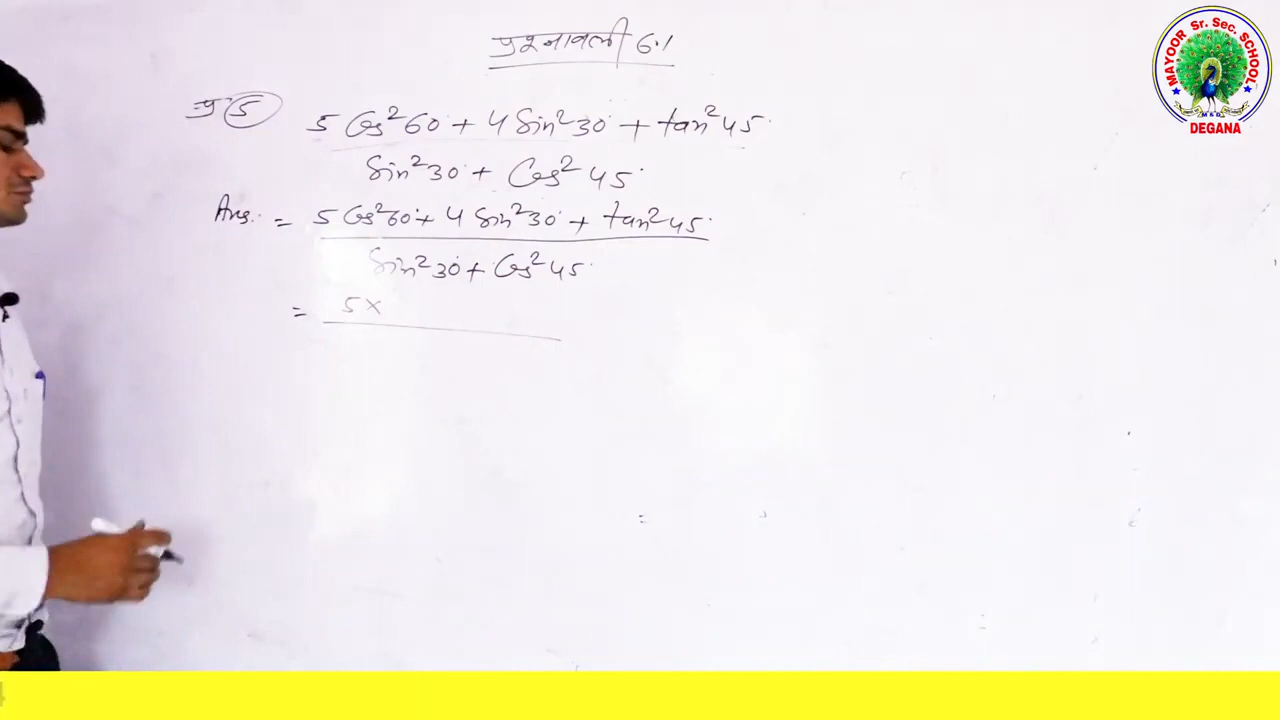 प्रश्नावली 6.1
प्र ⑤ 5 Cos²60° + 4 Sin²30° + tan²45°
Sin²30° + Cos²45°
Ans. = 5 Cos²60° + 4 Sin²30° + tan²45°
Sin²30° + Cos²45°
= 5×
MAYOOR Sr. Sec. SCHOOL
DEGANA